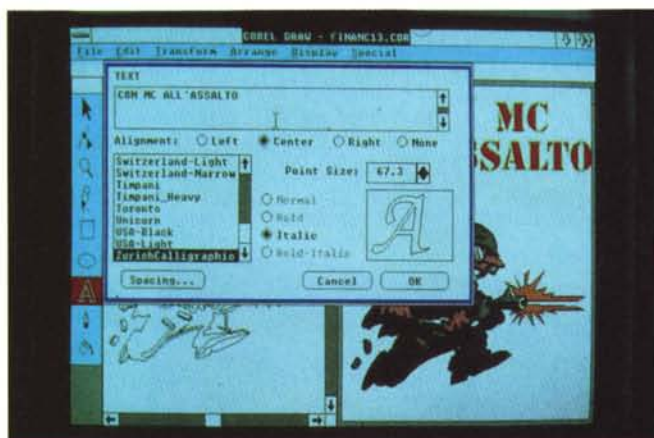 COREL DRAW - FINANC13.CDR
File Edit Transform Arrange Display Special
TEXT
CON MC ALL'ASSALTO
Alignment: Left Center Right None
Switzerland-Light
Switzerland-Narrow
Timpani
Timpani_Heavy
Toronto
Unicorn
USA-Black
USA-Light
ZurichCalligraphic
Point Size: 67.3
Normal
Bold
Italic
Bold-Italic
A
Spacing...
Cancel
OK
A
MC
SSALTO